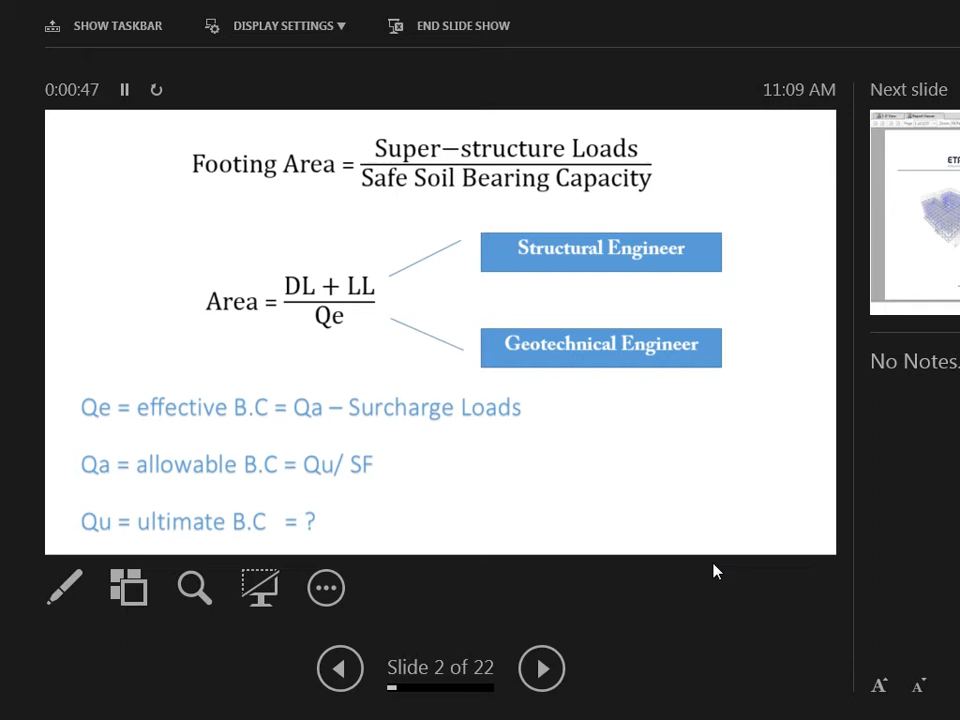 SHOW TASKBAR DISPLAY SETTINGS ▼ END SLIDE SHOW
0:00:47 11:09 AM Next slide
Footing Area = Super−structure Loads / Safe Soil Bearing Capacity
Structural Engineer
Area = DL + LL / Qe
Geotechnical Engineer
Qe = effective B.C = Qa – Surcharge Loads
Qa = allowable B.C = Qu/ SF
Qu = ultimate B.C = ?
No Notes.
Slide 2 of 22
A A